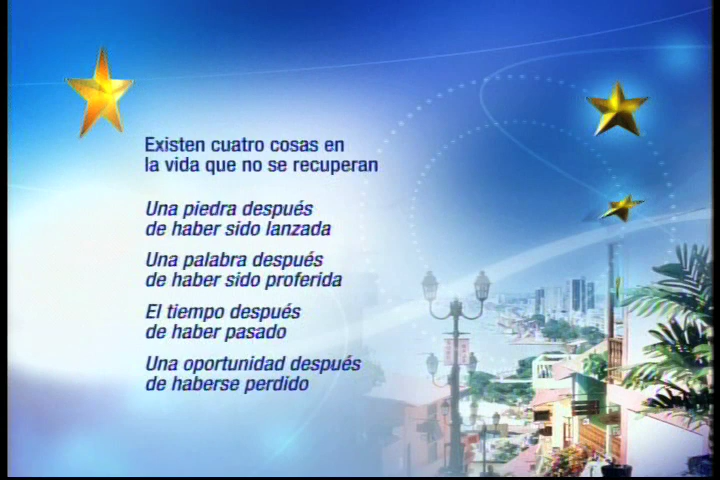 Existen cuatro cosas en
la vida que no se recuperan
Una piedra después
de haber sido lanzada
Una palabra después
de haber sido proferida
El tiempo después
de haber pasado
Una oportunidad después
de haberse perdido